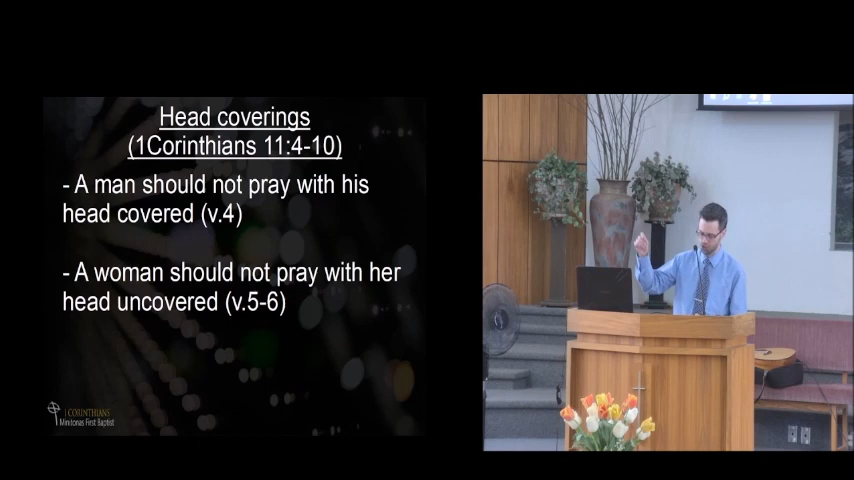 Head coverings
(1Corinthians 11:4-10)
- A man should not pray with his
head covered (v.4)
- A woman should not pray with her
head uncovered (v.5-6)
1 CORINTHIANS
Minitonas First Baptist